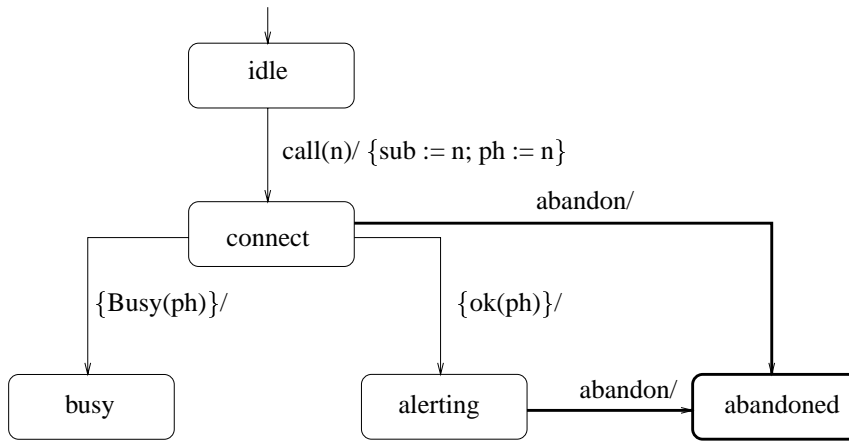 idle
call(n)/ {sub := n; ph := n}
abandon/
connect
{Busy(ph)}/
{ok(ph)}/
abandon/
busy
alerting
abandoned